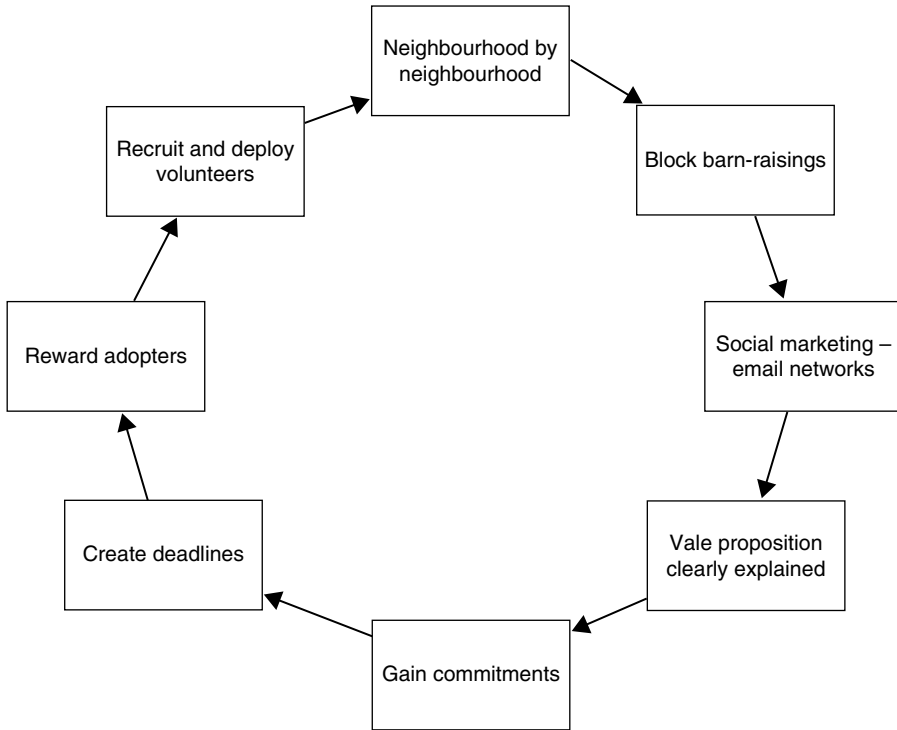 Neighbourhood by
neighbourhood
Block barn-raisings
Social marketing –
email networks
Vale proposition
clearly explained
Gain commitments
Create deadlines
Reward adopters
Recruit and deploy
volunteers